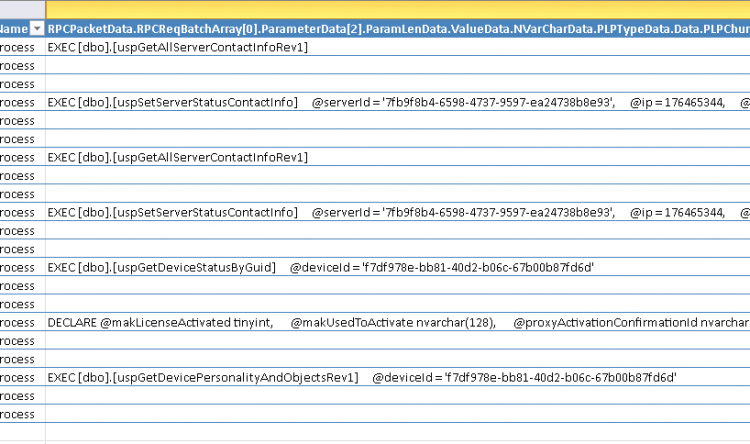 Name RPCPacketData.RPCReqBatchArray[0].ParameterData[2].ParamLenData.ValueData.NVarCharData.PLPTypeData.Data.PLPChun
rocess EXEC [dbo].[uspGetAllServerContactInfoRev1]
rocess
rocess
rocess EXEC [dbo].[uspSetServerStatusContactInfo] @serverId = '7fb9f8b4-6598-4737-9597-ea24738b8e93', @ip = 176465344, @
rocess
rocess
rocess EXEC [dbo].[uspGetAllServerContactInfoRev1]
rocess
rocess
rocess EXEC [dbo].[uspSetServerStatusContactInfo] @serverId = '7fb9f8b4-6598-4737-9597-ea24738b8e93', @ip = 176465344, @
rocess
rocess
rocess EXEC [dbo].[uspGetDeviceStatusByGuid] @deviceId = 'f7df978e-bb81-40d2-b06c-67b00b87fd6d'
rocess
rocess
rocess DECLARE @makLicenseActivated tinyint, @makUsedToActivate nvarchar(128), @proxyActivationConfirmationId nvarchar
rocess
rocess
rocess EXEC [dbo].[uspGetDevicePersonalityAndObjectsRev1] @deviceId = 'f7df978e-bb81-40d2-b06c-67b00b87fd6d'
rocess
rocess